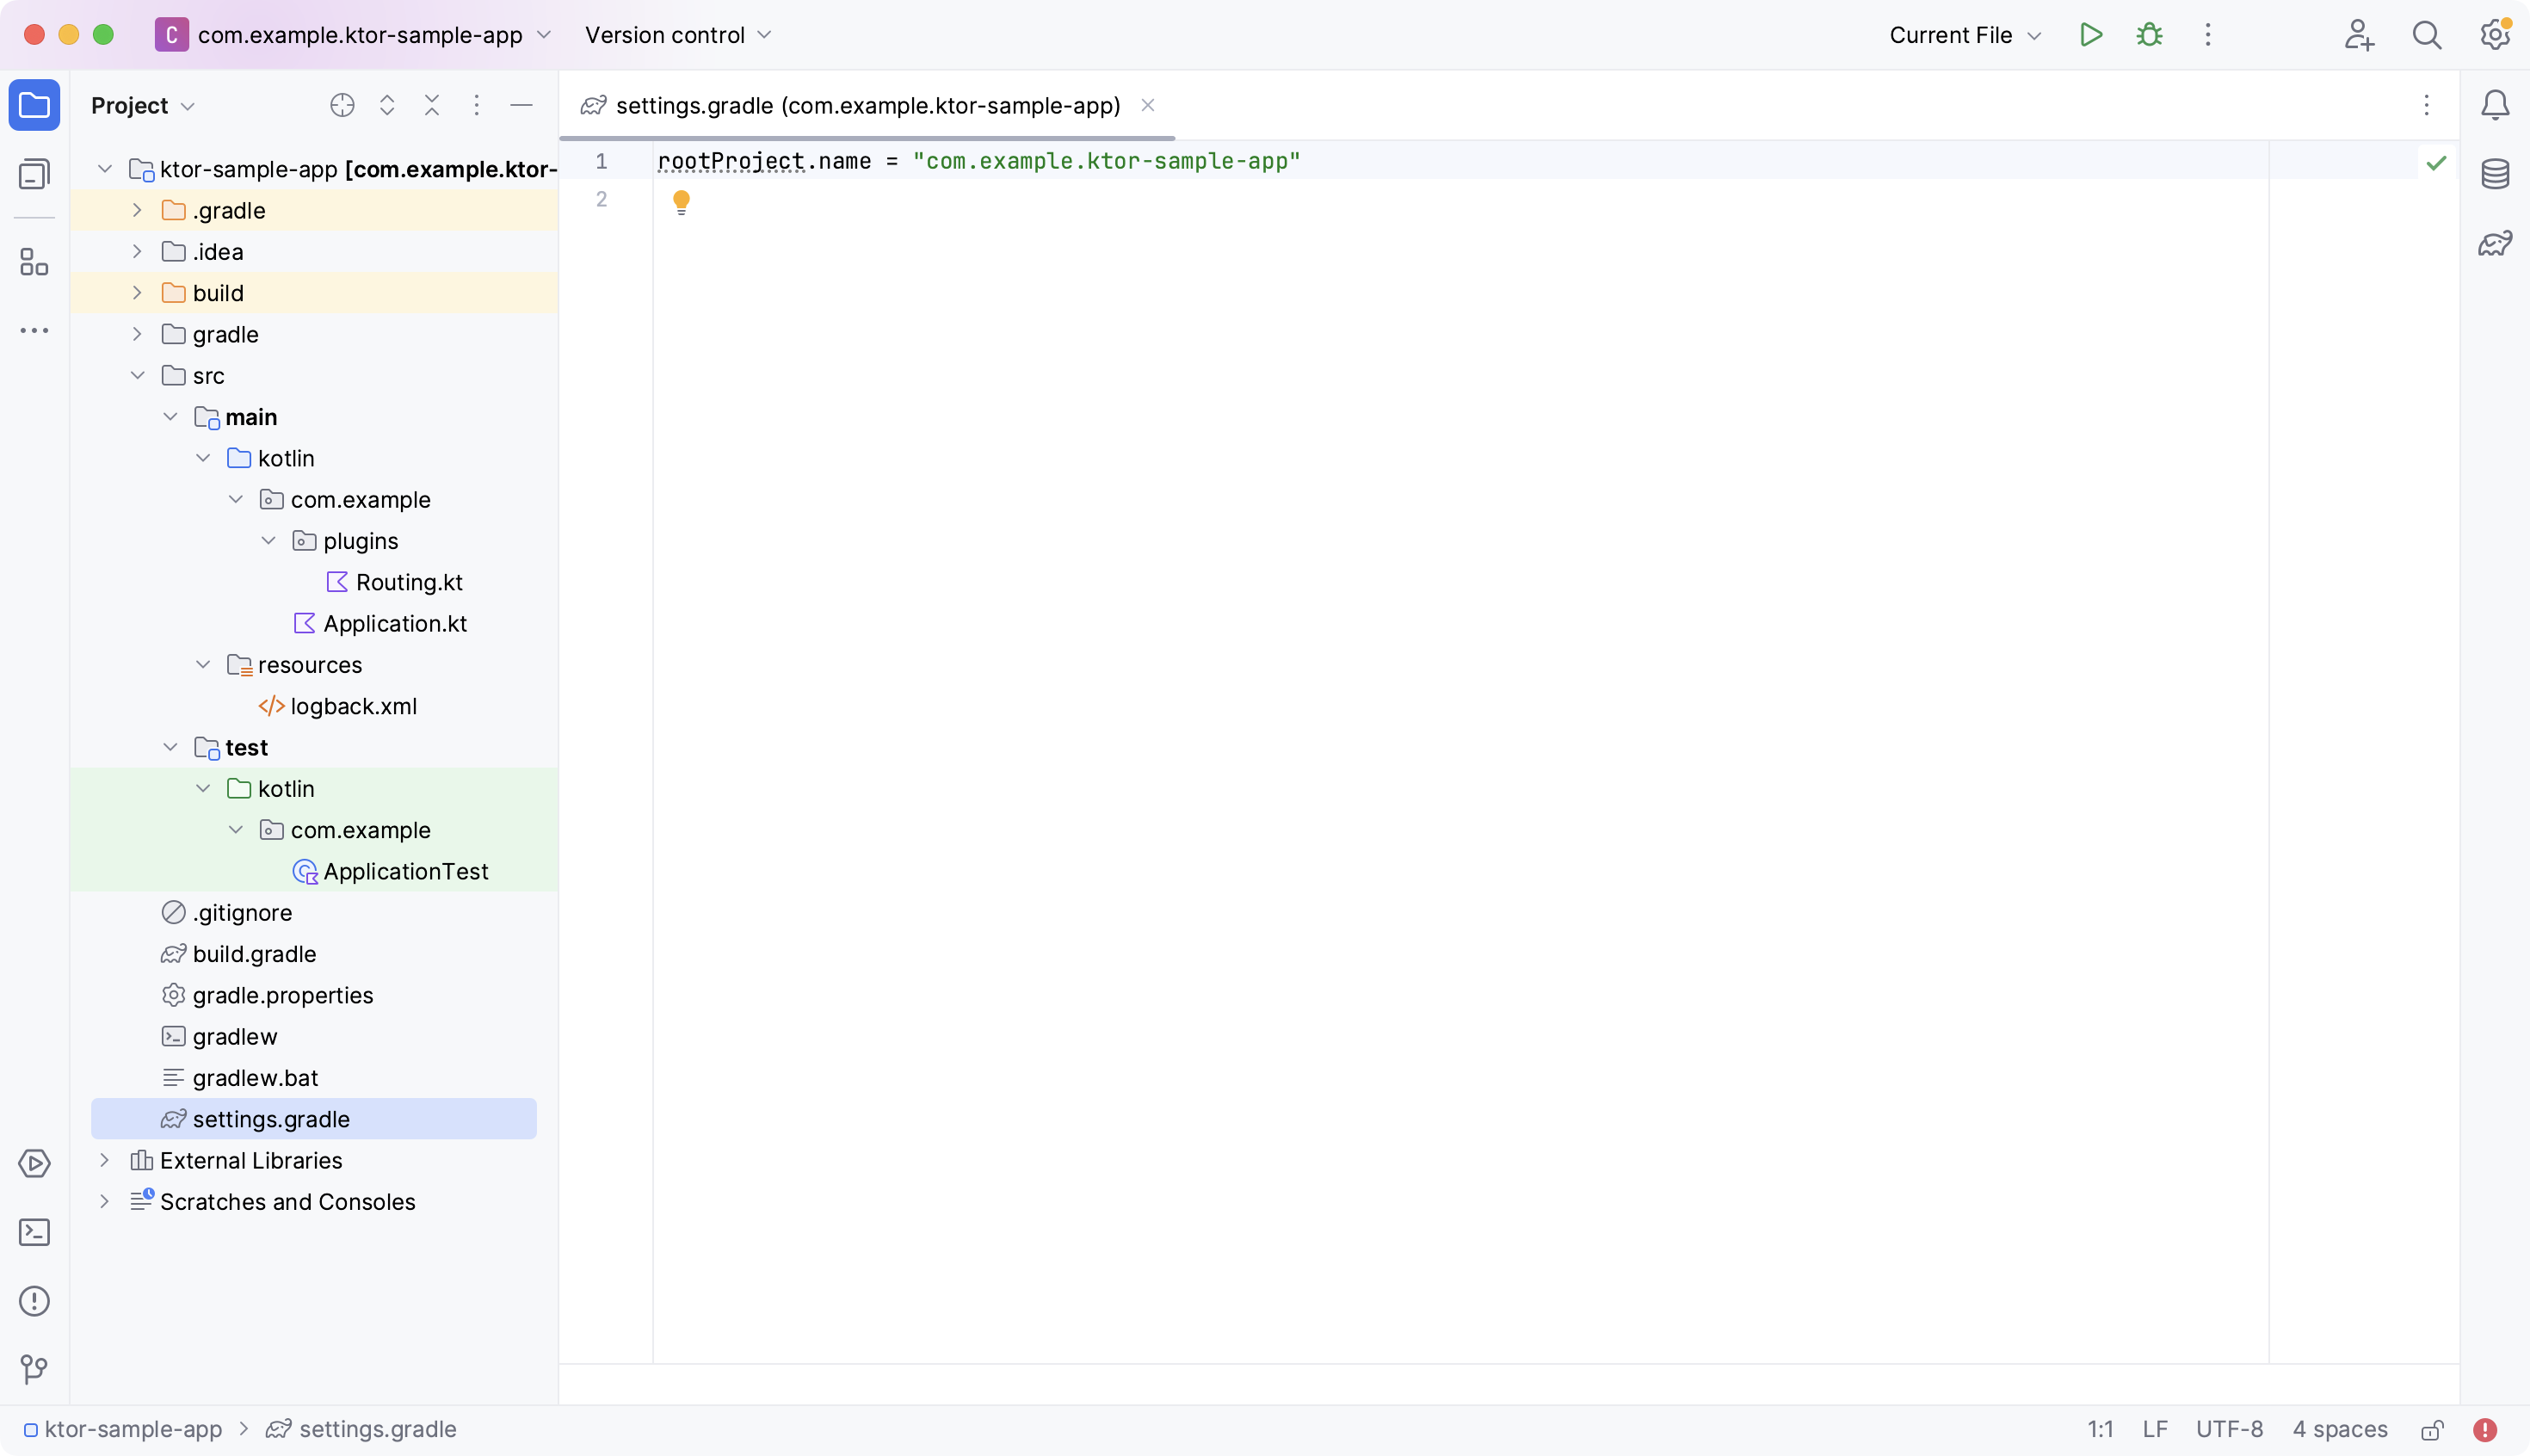 C com.example.ktor-sample-app Version control Current File
Project
settings.gradle (com.example.ktor-sample-app)
ktor-sample-app [com.example.ktor-
.gradle
.idea
build
gradle
src
main
kotlin
com.example
plugins
Routing.kt
Application.kt
resources
logback.xml
test
kotlin
com.example
ApplicationTest
.gitignore
build.gradle
gradle.properties
gradlew
gradlew.bat
settings.gradle
External Libraries
Scratches and Consoles
1 rootProject.name = "com.example.ktor-sample-app"
2
ktor-sample-app > settings.gradle 1:1 LF UTF-8 4 spaces